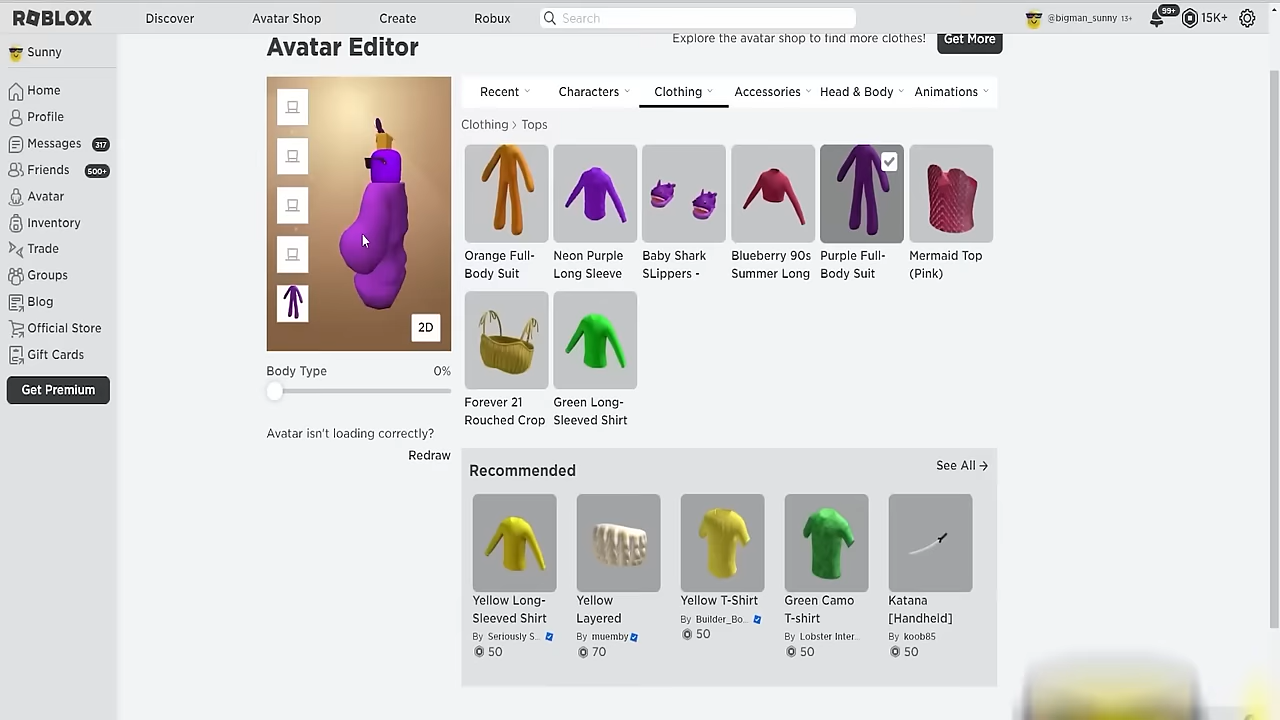 ROBLOX
Discover
Avatar Shop
Create
Robux
Search
@bigman_sunny 13+
99+
15K+
Sunny
Home
Profile
Messages 317
Friends 500+
Avatar
Inventory
Trade
Groups
Blog
Official Store
Gift Cards
Get Premium
Avatar Editor
Explore the avatar shop to find more clothes!
Get More
2D
Body Type 0%
Avatar isn't loading correctly?
Redraw
Recent
Characters
Clothing
Accessories
Head & Body
Animations
Clothing › Tops
Orange Full-
Body Suit
Neon Purple
Long Sleeve
Baby Shark
SLippers -
Blueberry 90s
Summer Long
Purple Full-
Body Suit
Mermaid Top
(Pink)
Forever 21
Rouched Crop
Green Long-
Sleeved Shirt
Recommended
See All →
Yellow Long-
Sleeved Shirt
By Seriously S...
50
Yellow
Layered
By muemby
70
Yellow T-Shirt
By Builder_Bo...
50
Green Camo
T-shirt
By Lobster Inter...
50
Katana
[Handheld]
By koob85
50